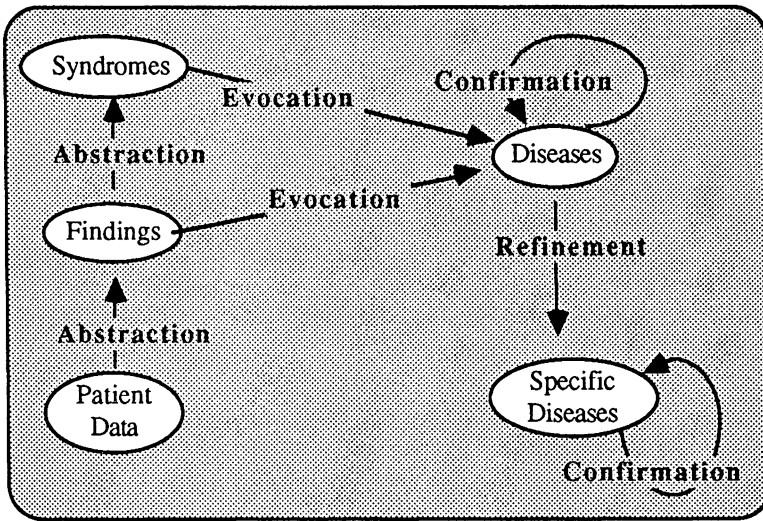 Syndromes
Confirmation
Evocation
Abstraction
Diseases
Evocation
Findings
Refinement
Abstraction
Specific
Diseases
Patient
Data
Confirmation